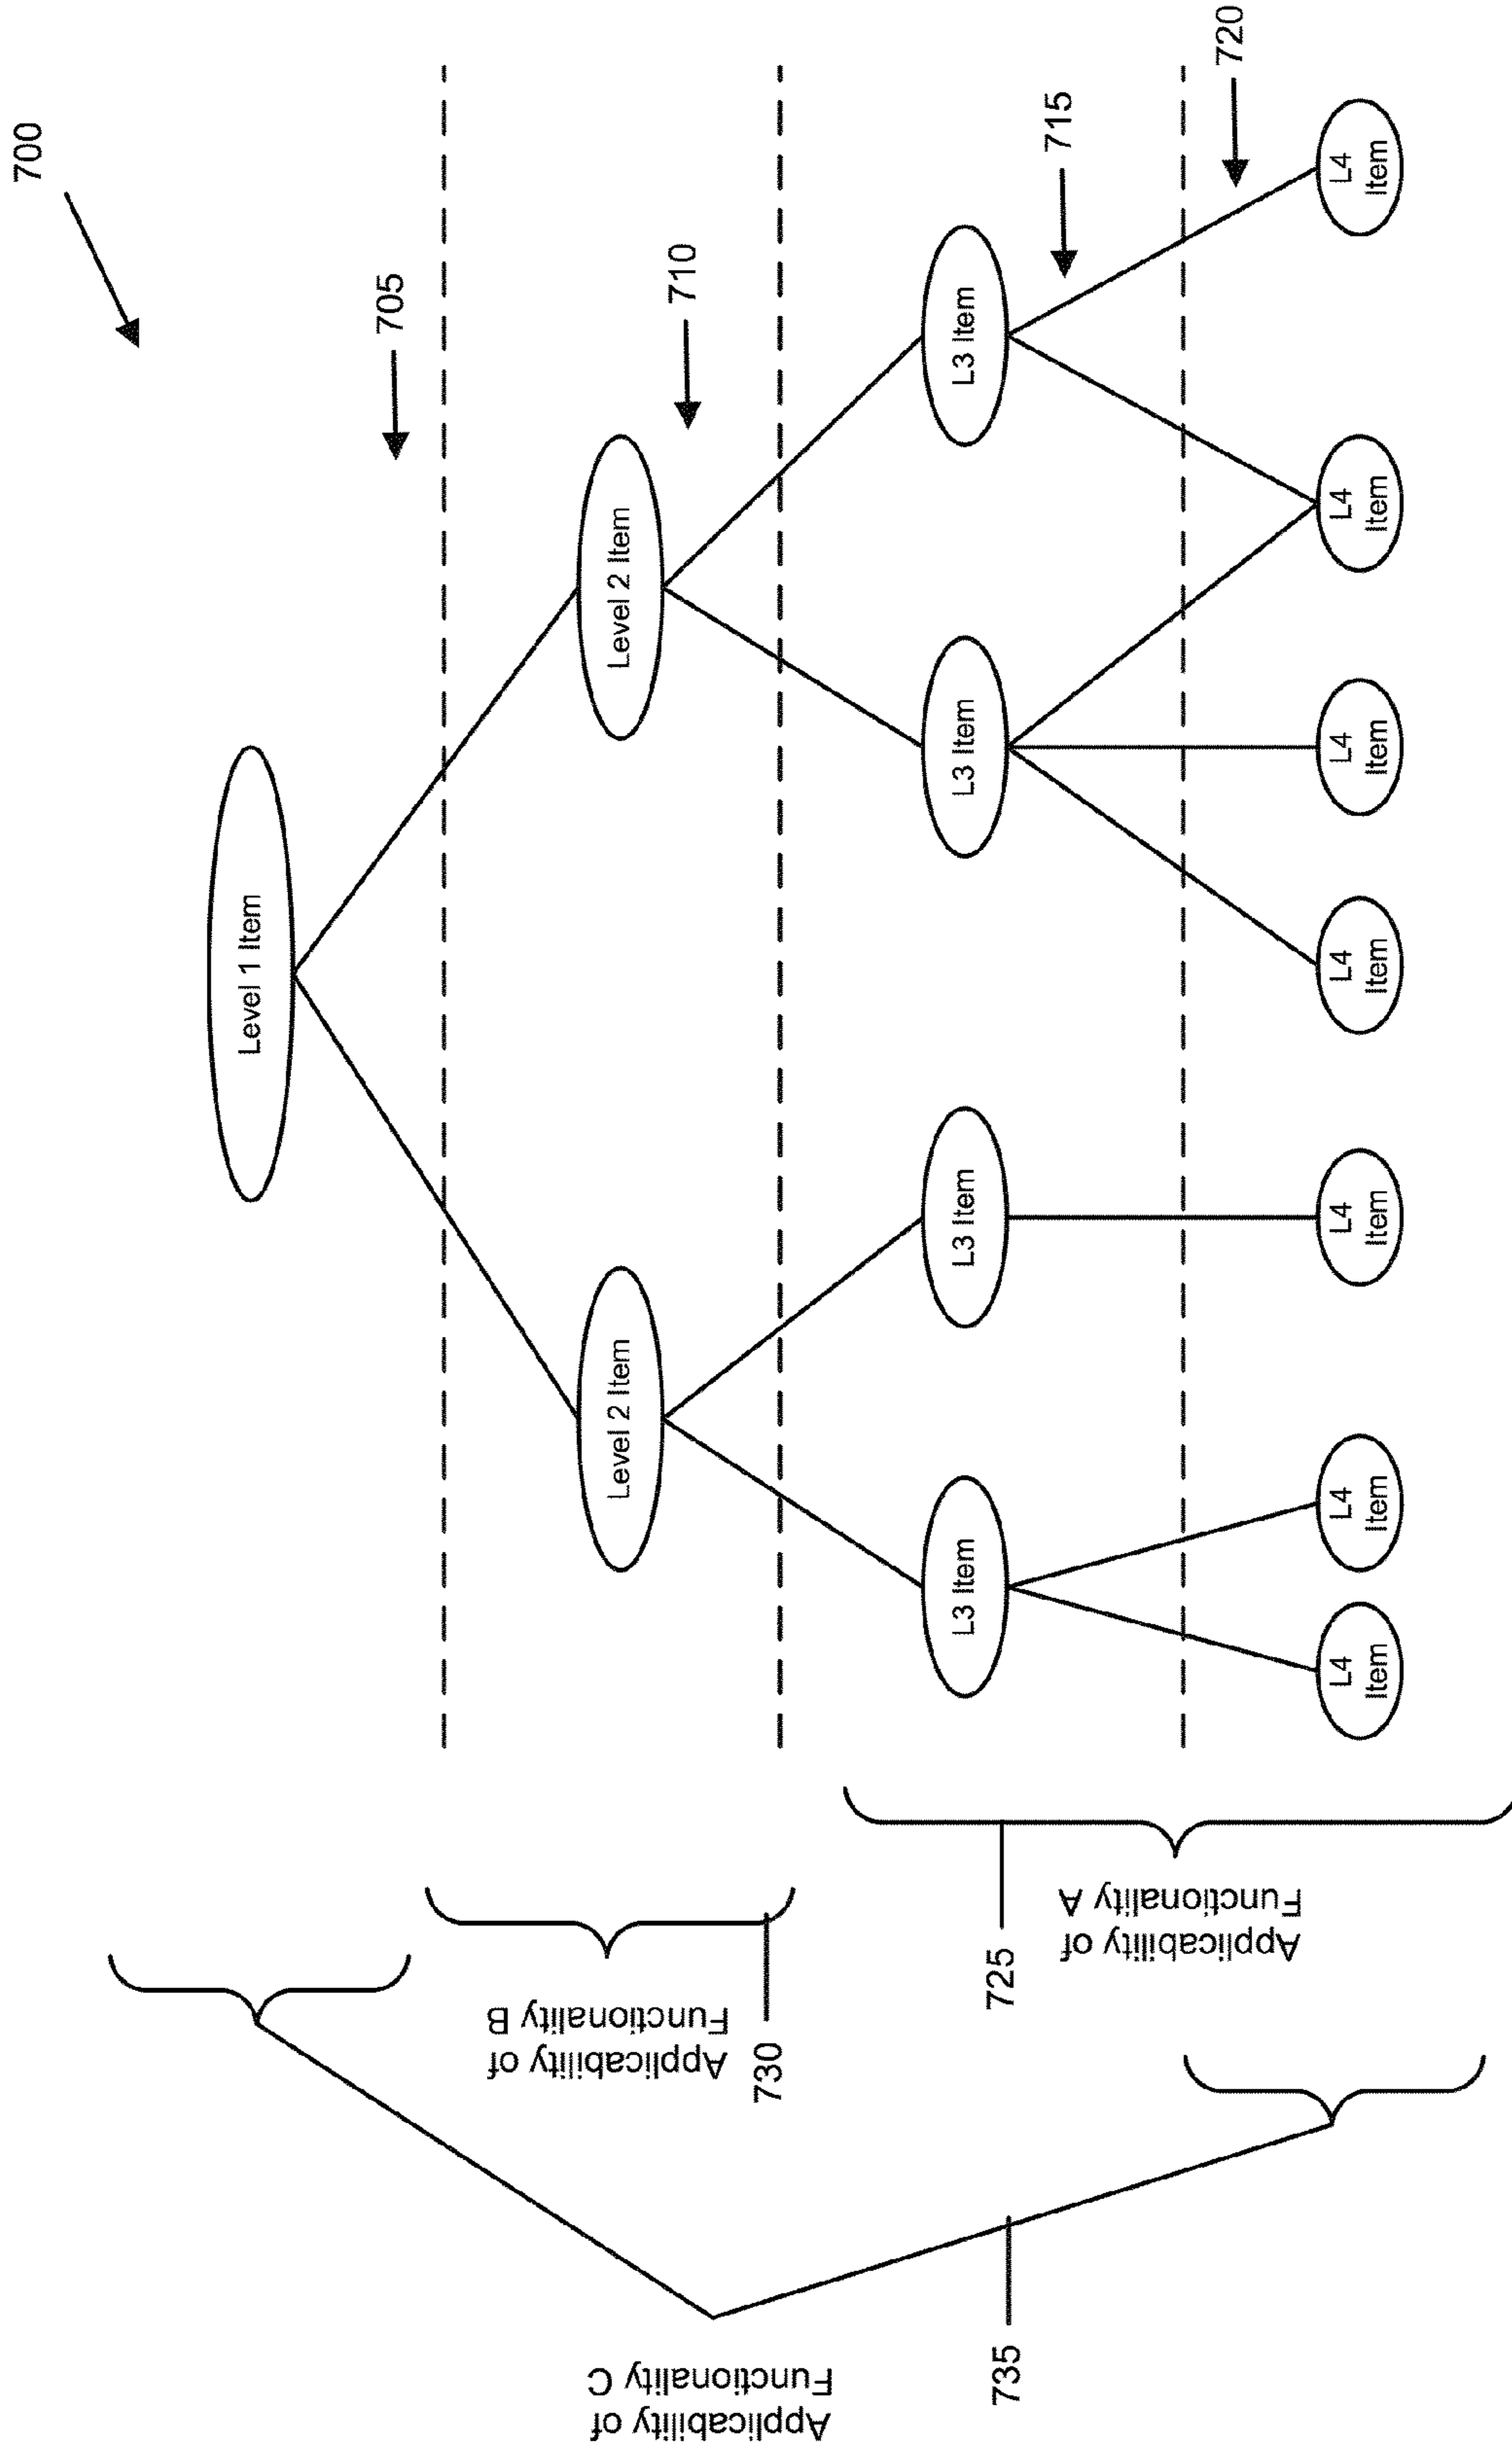 700
705
Level 1 Item
710
Level 2 Item
Level 2 Item
715
L3 Item
L3 Item
L3 Item
L3 Item
720
L4
Item
L4
Item
L4
Item
L4
Item
L4
Item
L4
Item
L4
Item
Applicability of
Functionality A
725
Applicability of
Functionality B
730
Applicability of
Functionality C
735